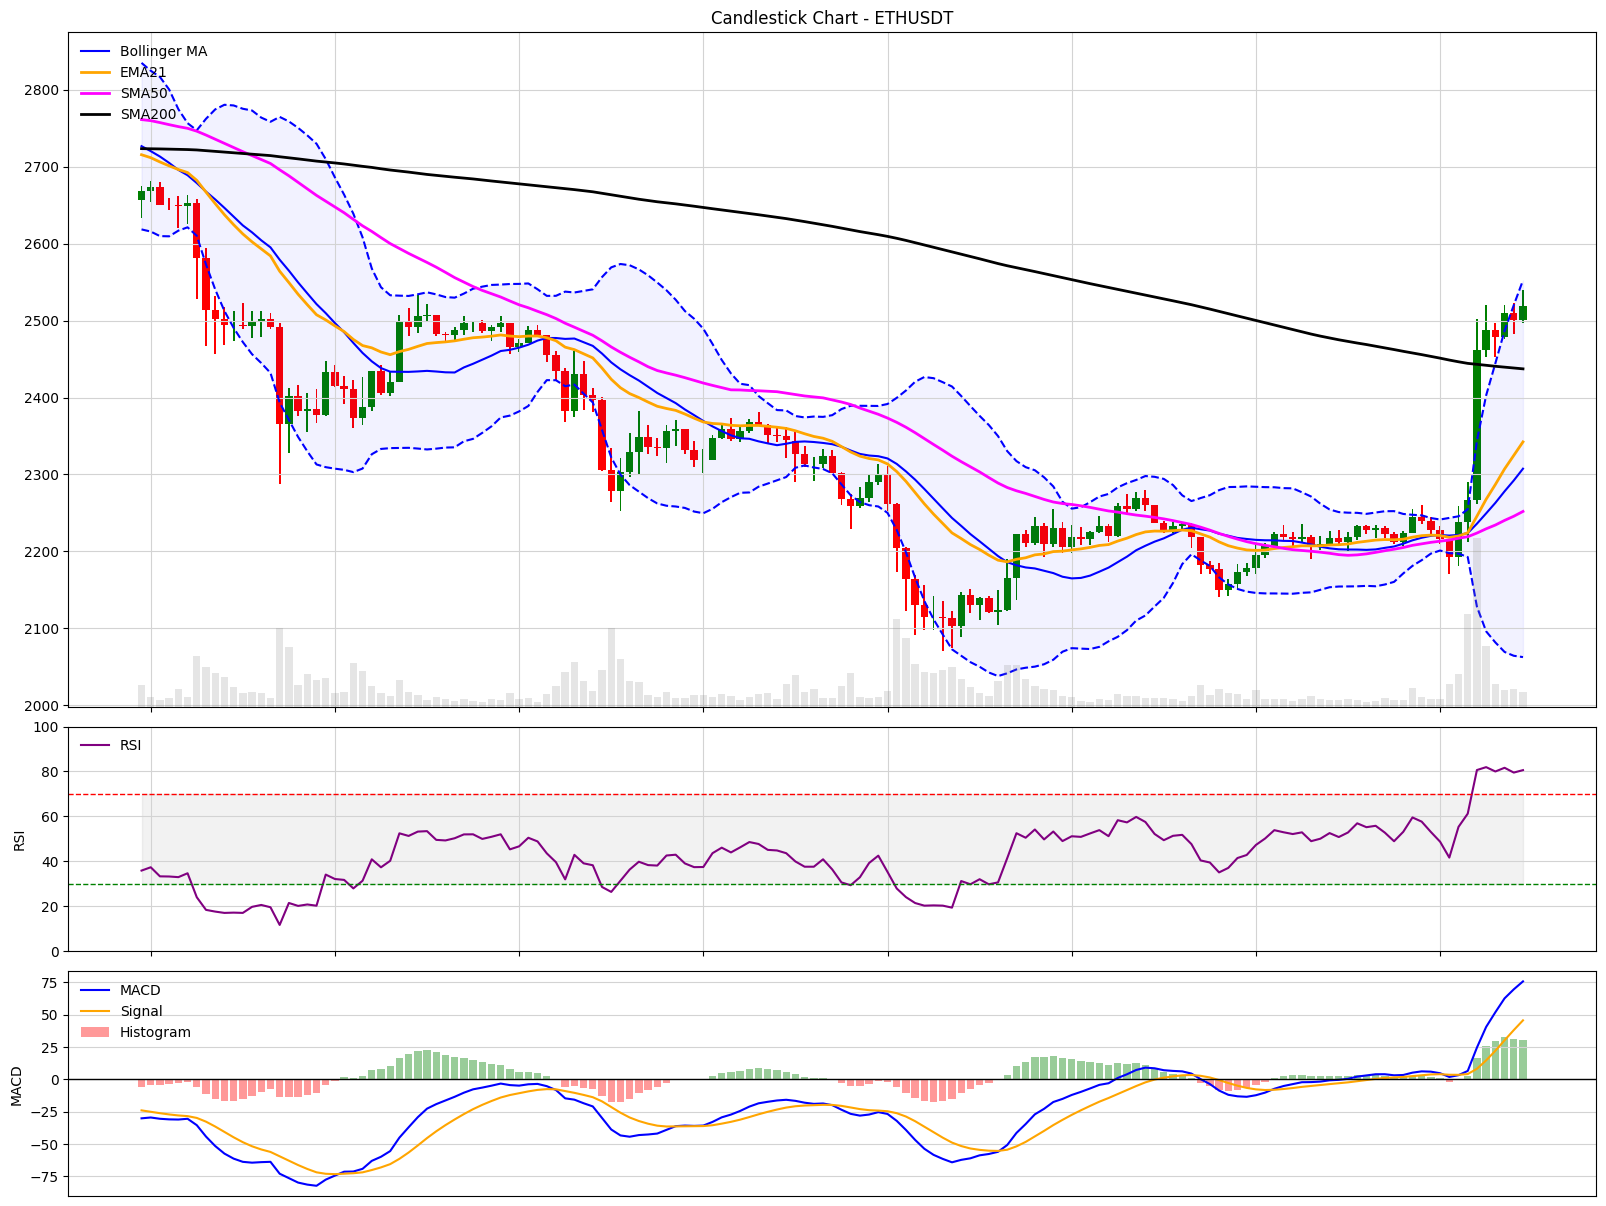 Candlestick Chart - ETHUSDT
Bollinger MA
EMA21
SMA50
SMA200
2800
2700
2600
2500
2400
2300
2200
2100
2000
RSI
100
80
60
40
20
0
RSI
MACD
Signal
Histogram
75
50
25
0
−25
−50
−75
MACD